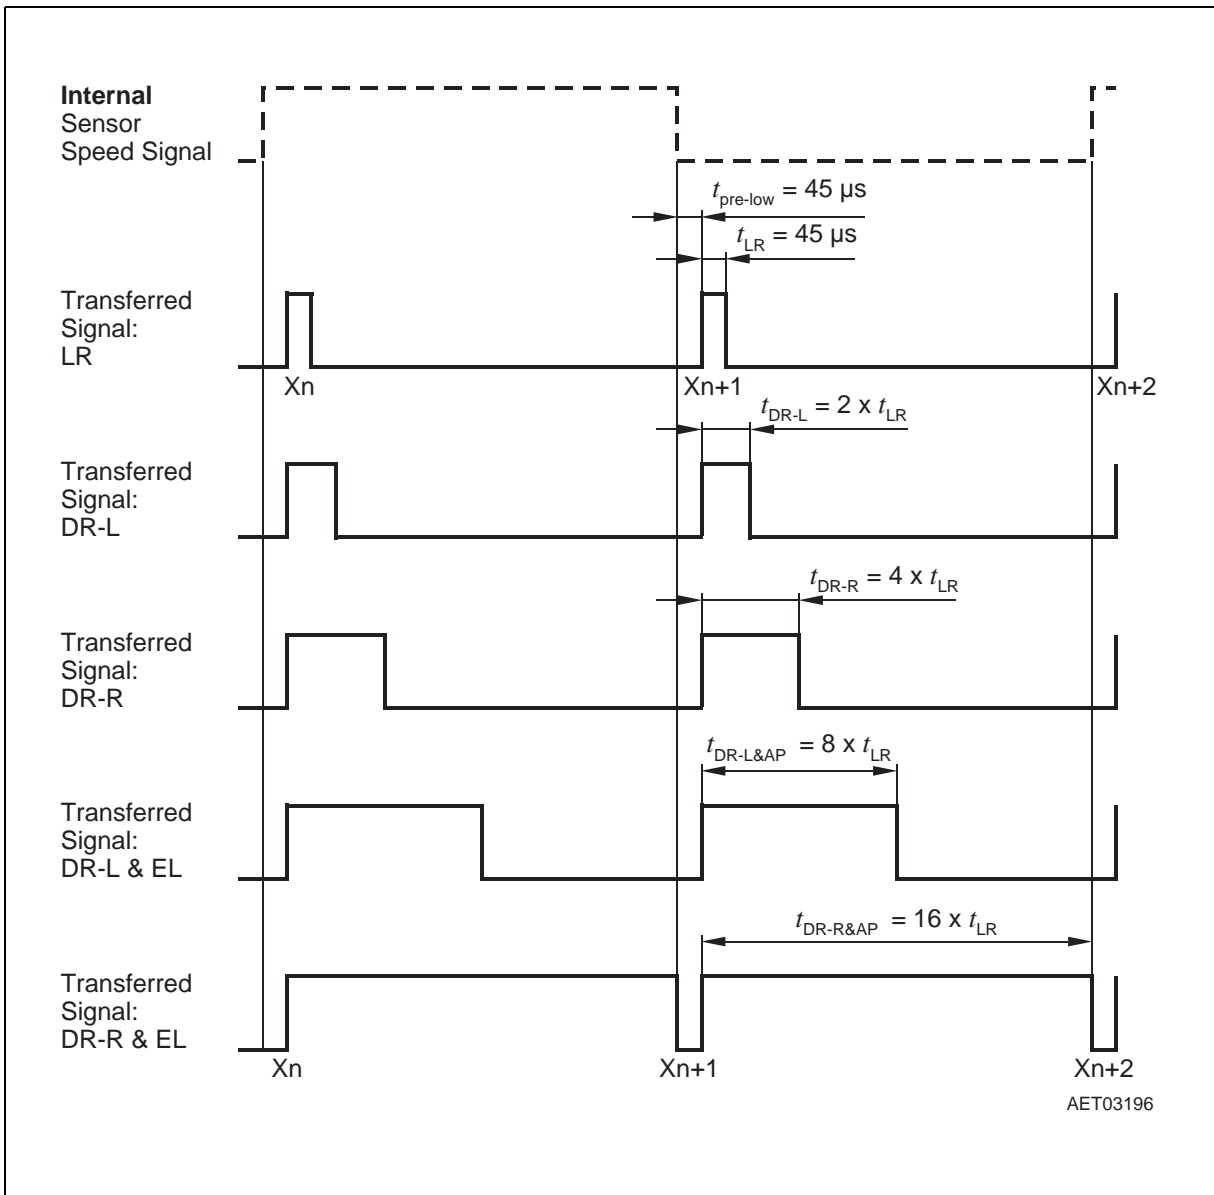 Internal
Sensor
Speed Signal
tpre-low = 45 µs
tLR = 45 µs
Transferred
Signal:
LR
Xn
Xn+1
Xn+2
tDR-L = 2 x tLR
Transferred
Signal:
DR-L
tDR-R = 4 x tLR
Transferred
Signal:
DR-R
tDR-L&AP = 8 x tLR
Transferred
Signal:
DR-L & EL
tDR-R&AP = 16 x tLR
Transferred
Signal:
DR-R & EL
Xn
Xn+1
Xn+2
AET03196